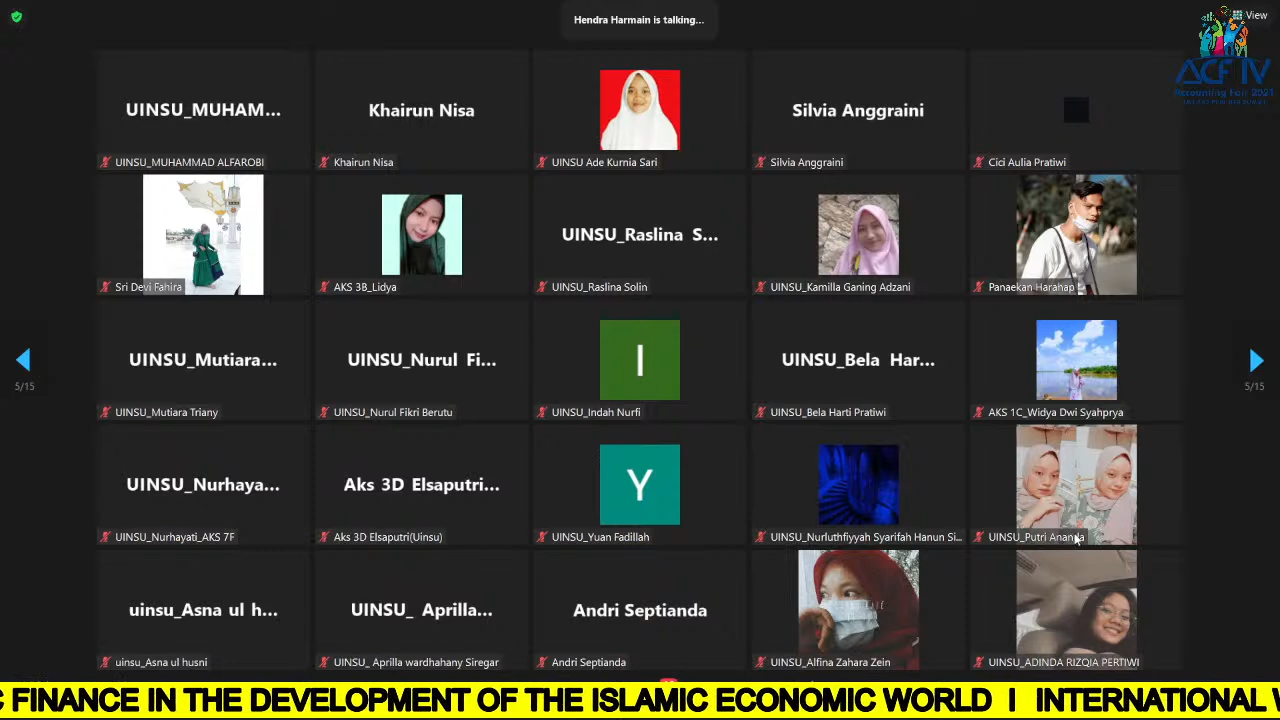 Hendra Harmain is talking...
View
ACF IV
Accounting Fair 2021
UINSU_MUHAM...
Khairun Nisa
Silvia Anggraini
UINSU_MUHAMMAD ALFAROBI
Khairun Nisa
UINSU Ade Kurnia Sari
Silvia Anggraini
Cici Aulia Pratiwi
UINSU_Raslina S...
Sri Devi Fahira
AKS 3B_Lidya
UINSU_Raslina Solin
UINSU_Kamilla Ganing Adzani
Panaekan Harahap
UINSU_Mutiara...
UINSU_Nurul Fi...
I
UINSU_Bela Har...
5/15
5/15
UINSU_Mutiara Triany
UINSU_Nurul Fikri Berutu
UINSU_Indah Nurfi
UINSU_Bela Harti Pratiwi
AKS 1C_Widya Dwi Syahprya
UINSU_Nurhaya...
Aks 3D Elsaputri...
Y
UINSU_Nurhayati_AKS 7F
Aks 3D Elsaputri(Uinsu)
UINSU_Yuan Fadillah
UINSU_Nurluthfiyyah Syarifah Hanun Si...
UINSU_Putri Ananda
uinsu_Asna ul h...
UINSU_ Aprilla...
Andri Septianda
uinsu_Asna ul husni
UINSU_ Aprilla wardhahany Siregar
Andri Septianda
UINSU_Alfina Zahara Zein
UINSU_ADINDA RIZQIA PERTIWI
C FINANCE IN THE DEVELOPMENT OF THE ISLAMIC ECONOMIC WORLD I INTERNATIONAL